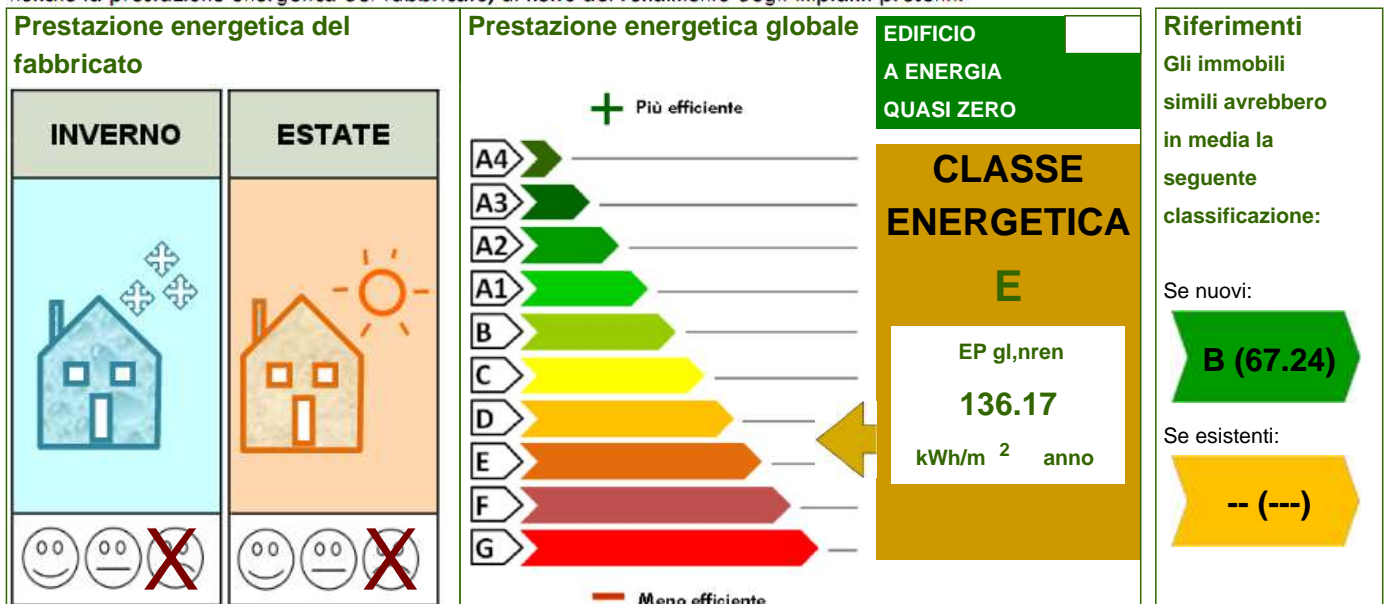 Prestazione energetica del
fabbricato
INVERNO
ESTATE
Prestazione energetica globale
Più efficiente
A4
A3
A2
A1
B
C
D
E
F
G
Meno efficiente
EDIFICIO
A ENERGIA
QUASI ZERO
CLASSE
ENERGETICA
E
EP gl,nren
136.17
kWh/m 2 anno
Riferimenti
Gli immobili
simili avrebbero
in media la
seguente
classificazione:
Se nuovi:
B (67.24)
Se esistenti:
-- (---)